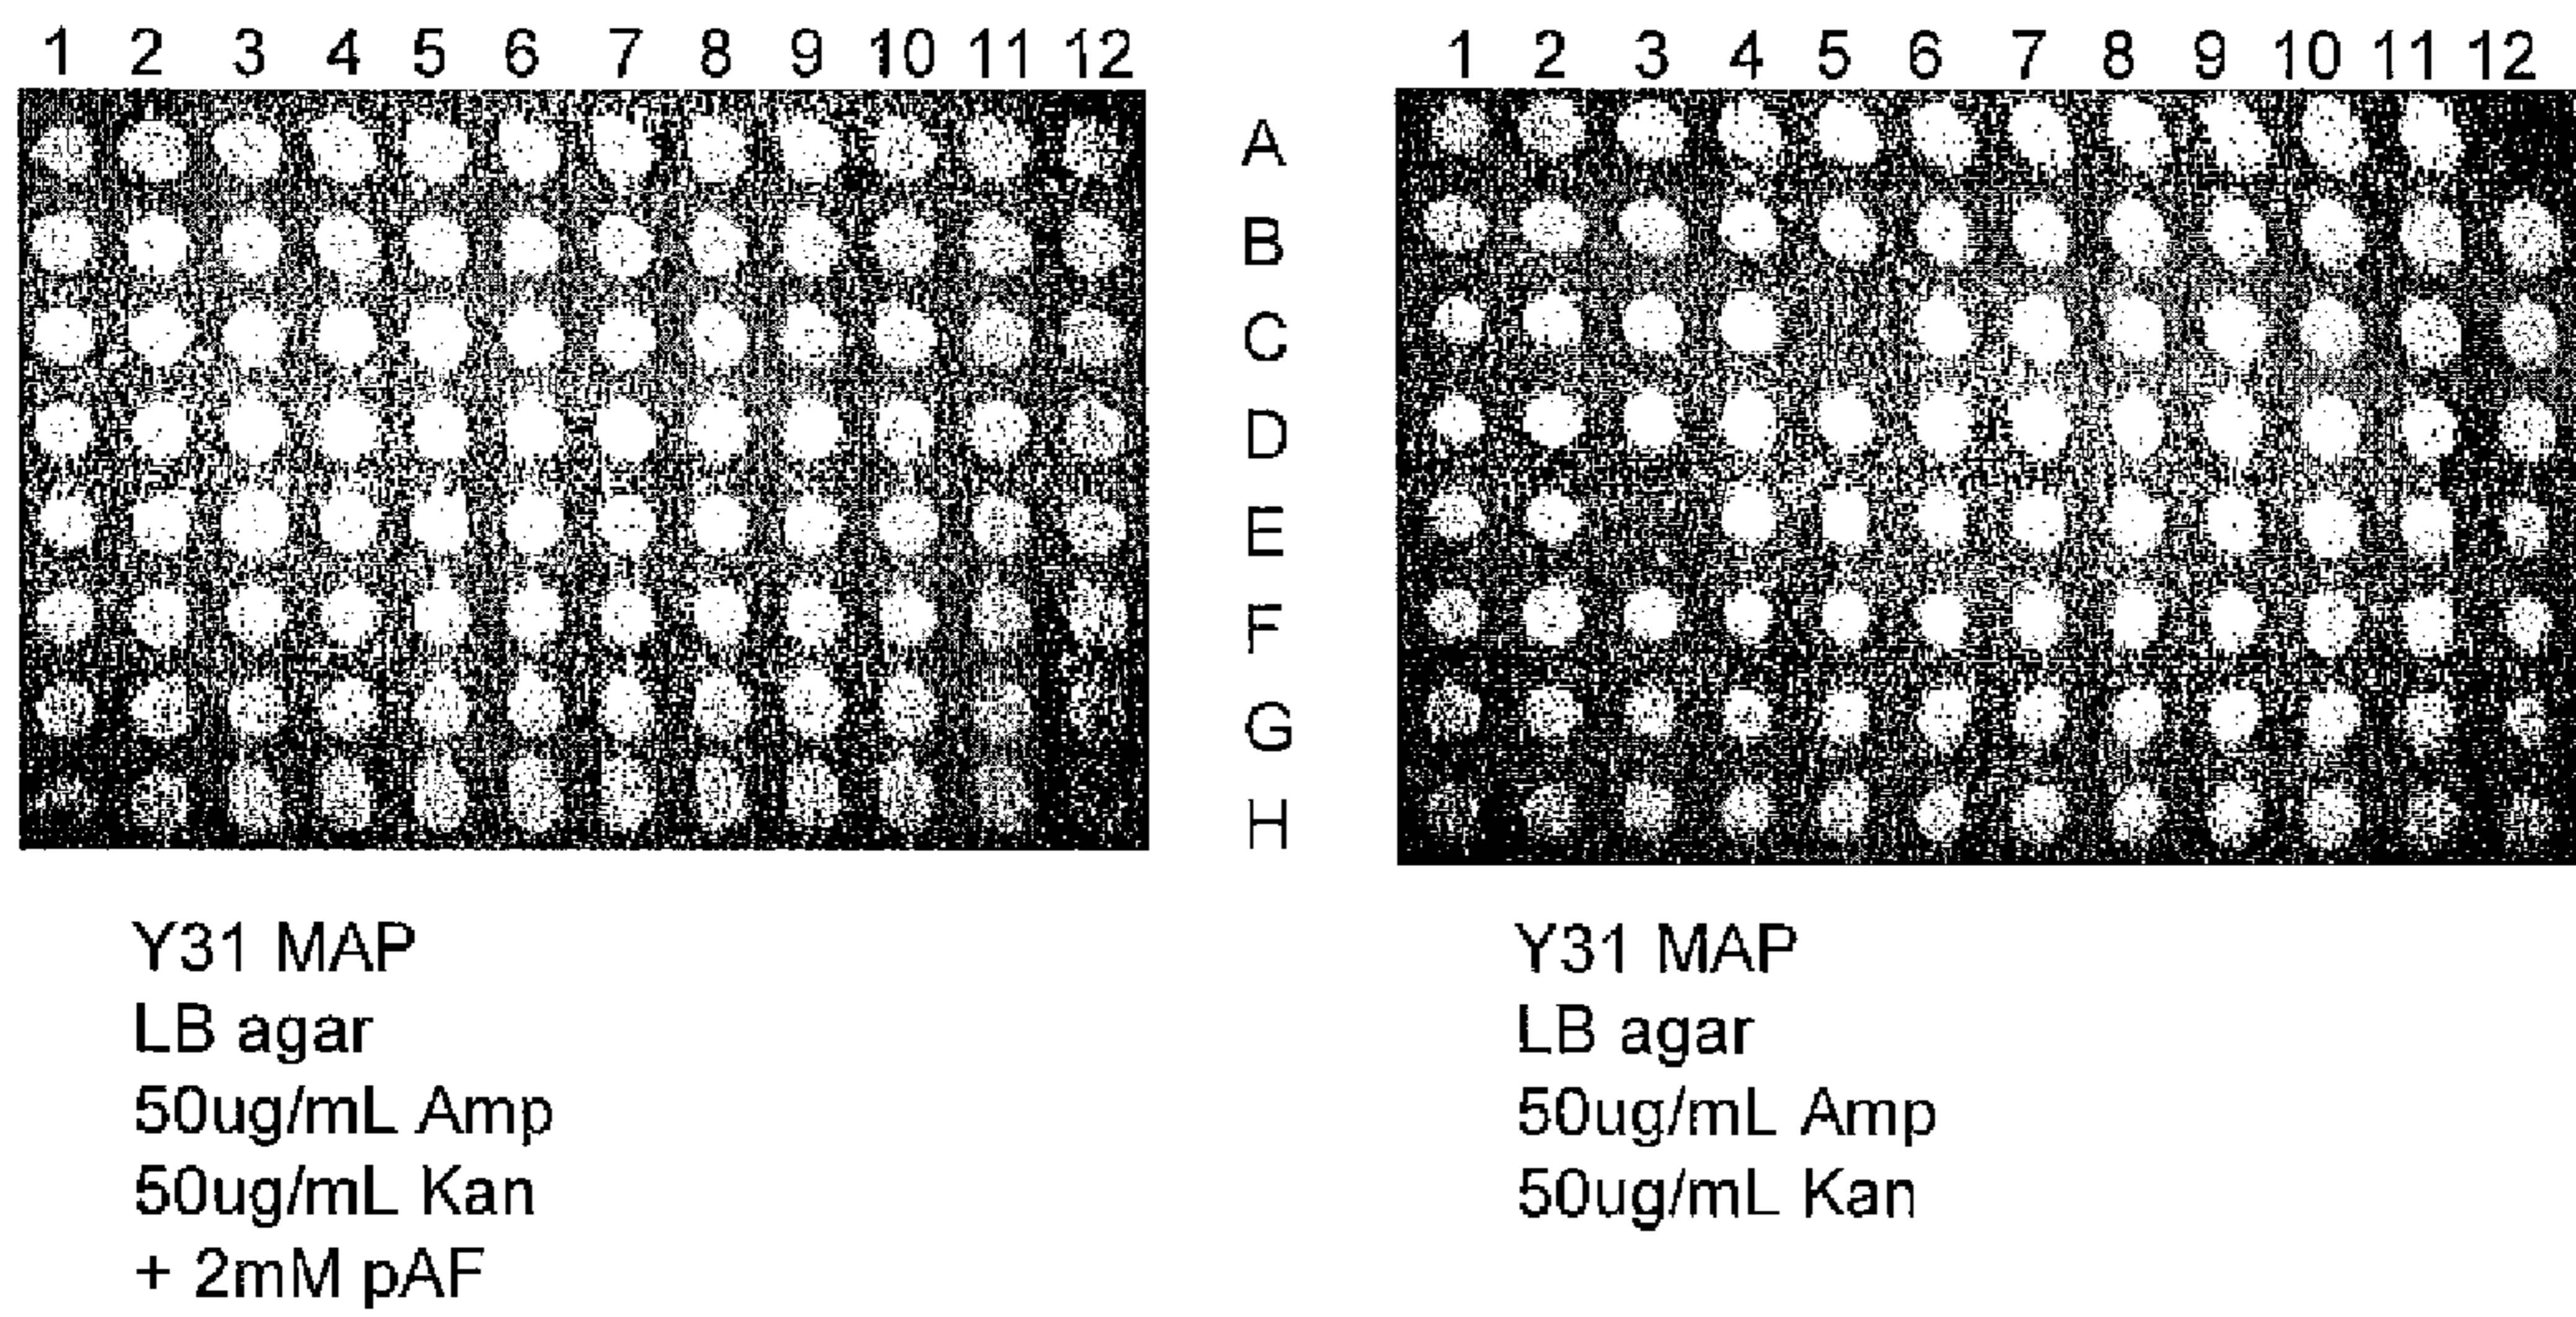 1 2 3 4 5 6 7 8 9 10 11 12
1 2 3 4 5 6 7 8 9 10 11 12
A
B
C
D
E
F
G
H
Y31 MAP
LB agar
50ug/mL Amp
50ug/mL Kan
+ 2mM pAF
Y31 MAP
LB agar
50ug/mL Amp
50ug/mL Kan